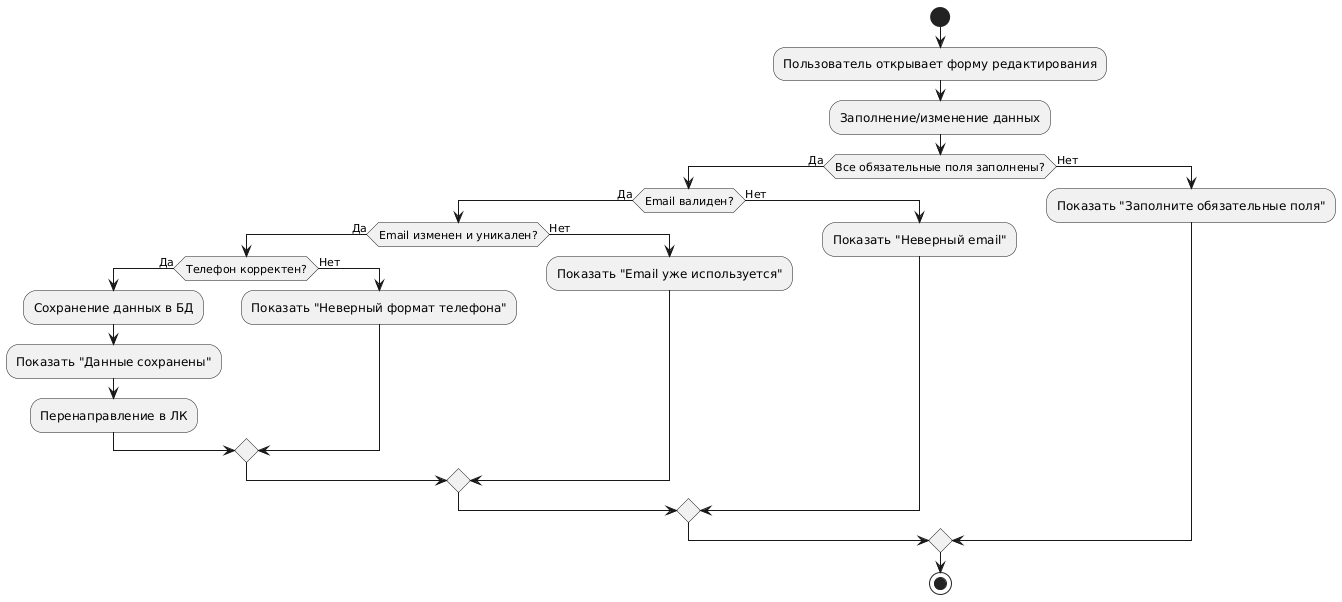 Пользователь открывает форму редактирования
Заполнение/изменение данных
Да
Все обязательные поля заполнены?
Нет
Да
Email валиден?
Нет
Показать "Заполните обязательные поля"
Да
Email изменен и уникален?
Нет
Показать "Неверный email"
Да
Телефон корректен?
Нет
Показать "Email уже используется"
Сохранение данных в БД
Показать "Неверный формат телефона"
Показать "Данные сохранены"
Перенаправление в ЛК